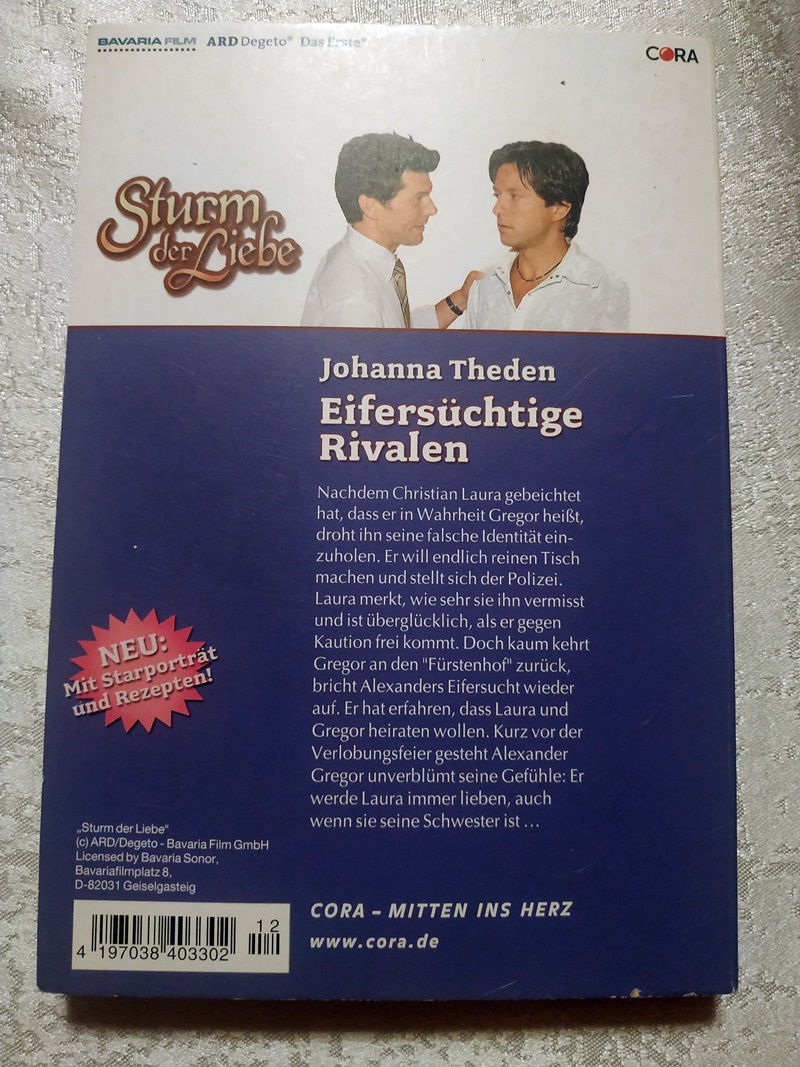 BAVARIA FILM ARD Degeto® Das Erste®
CORA
Sturm
der Liebe
Johanna Theden
Eifersüchtige
Rivalen
Nachdem Christian Laura gebeichtet
hat, dass er in Wahrheit Gregor heißt,
droht ihn seine falsche Identität ein-
zuholen. Er will endlich reinen Tisch
machen und stellt sich der Polizei.
Laura merkt, wie sehr sie ihn vermisst
und ist überglücklich, als er gegen
Kaution frei kommt. Doch kaum kehrt
Gregor an den "Fürstenhof" zurück,
bricht Alexanders Eifersucht wieder
auf. Er hat erfahren, dass Laura und
Gregor heiraten wollen. Kurz vor der
Verlobungsfeier gesteht Alexander
Gregor unverblümt seine Gefühle: Er
werde Laura immer lieben, auch
wenn sie seine Schwester ist ...
NEU:
Mit Starporträt
und Rezepten!
„Sturm der Liebe“
(c) ARD/Degeto - Bavaria Film GmbH
Licensed by Bavaria Sonor,
Bavariafilmplatz 8,
D-82031 Geiselgasteig
12
4 197038 403302
CORA – MITTEN INS HERZ
www.cora.de